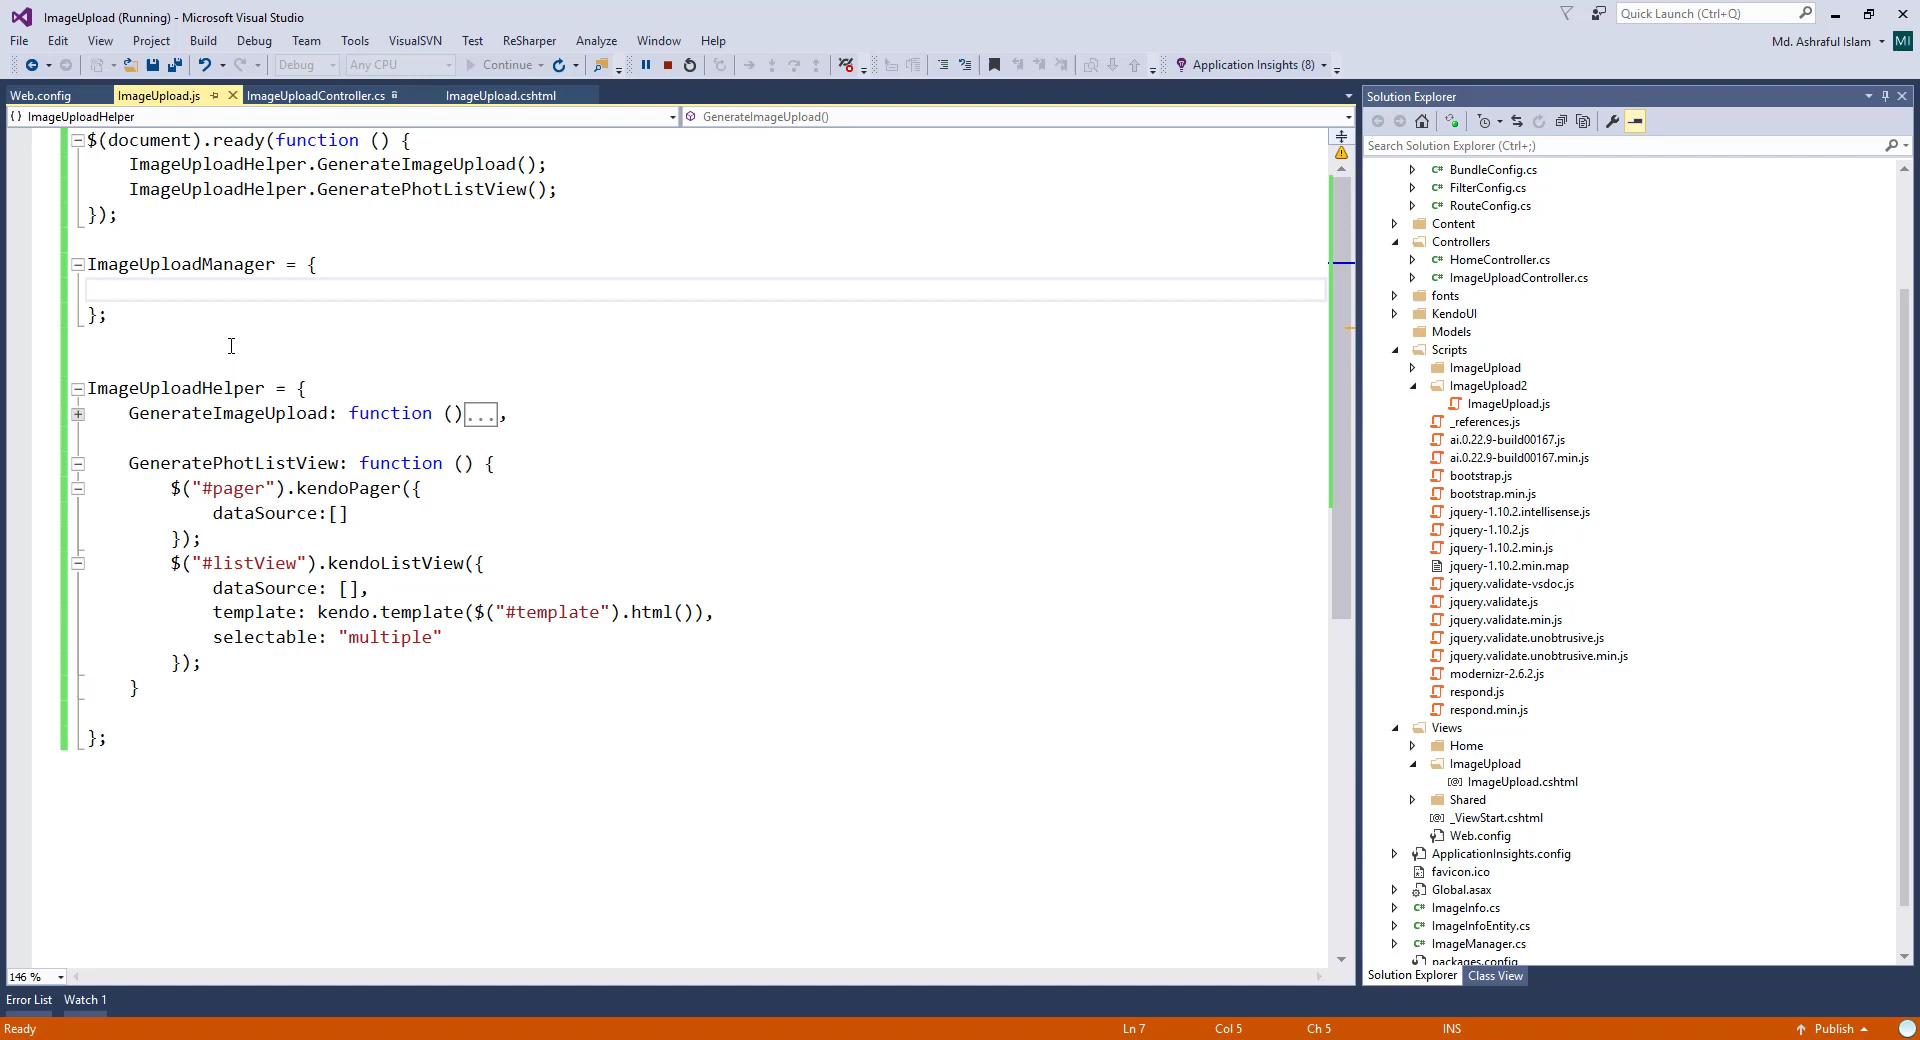 ImageUpload (Running) - Microsoft Visual Studio
Quick Launch (Ctrl+Q)
File Edit View Project Build Debug Team Tools VisualSVN Test ReSharper Analyze Window Help
Md. Ashraful Islam MI
Debug Any CPU Continue Application Insights (8)
Web.config ImageUpload.js ImageUploadController.cs ImageUpload.cshtml
ImageUploadHelper GenerateImageUpload()
$(document).ready(function () {
ImageUploadHelper.GenerateImageUpload();
ImageUploadHelper.GeneratePhotListView();
});
ImageUploadManager = {
};
ImageUploadHelper = {
GenerateImageUpload: function ()...,
GeneratePhotListView: function () {
$("#pager").kendoPager({
dataSource:[]
});
$("#listView").kendoListView({
dataSource: [],
template: kendo.template($("#template").html()),
selectable: "multiple"
});
}
};
146 %
Solution Explorer
Search Solution Explorer (Ctrl+;)
BundleConfig.cs
FilterConfig.cs
RouteConfig.cs
Content
Controllers
HomeController.cs
ImageUploadController.cs
fonts
KendoUI
Models
Scripts
ImageUpload
ImageUpload2
ImageUpload.js
_references.js
ai.0.22.9-build00167.js
ai.0.22.9-build00167.min.js
bootstrap.js
bootstrap.min.js
jquery-1.10.2.intellisense.js
jquery-1.10.2.js
jquery-1.10.2.min.js
jquery-1.10.2.min.map
jquery.validate-vsdoc.js
jquery.validate.js
jquery.validate.min.js
jquery.validate.unobtrusive.js
jquery.validate.unobtrusive.min.js
modernizr-2.6.2.js
respond.js
respond.min.js
Views
Home
ImageUpload
ImageUpload.cshtml
Shared
_ViewStart.cshtml
Web.config
ApplicationInsights.config
favicon.ico
Global.asax
ImageInfo.cs
ImageInfoEntity.cs
ImageManager.cs
packages.config
Solution Explorer Class View
Error List Watch 1
Ready Ln 7 Col 5 Ch 5 INS Publish